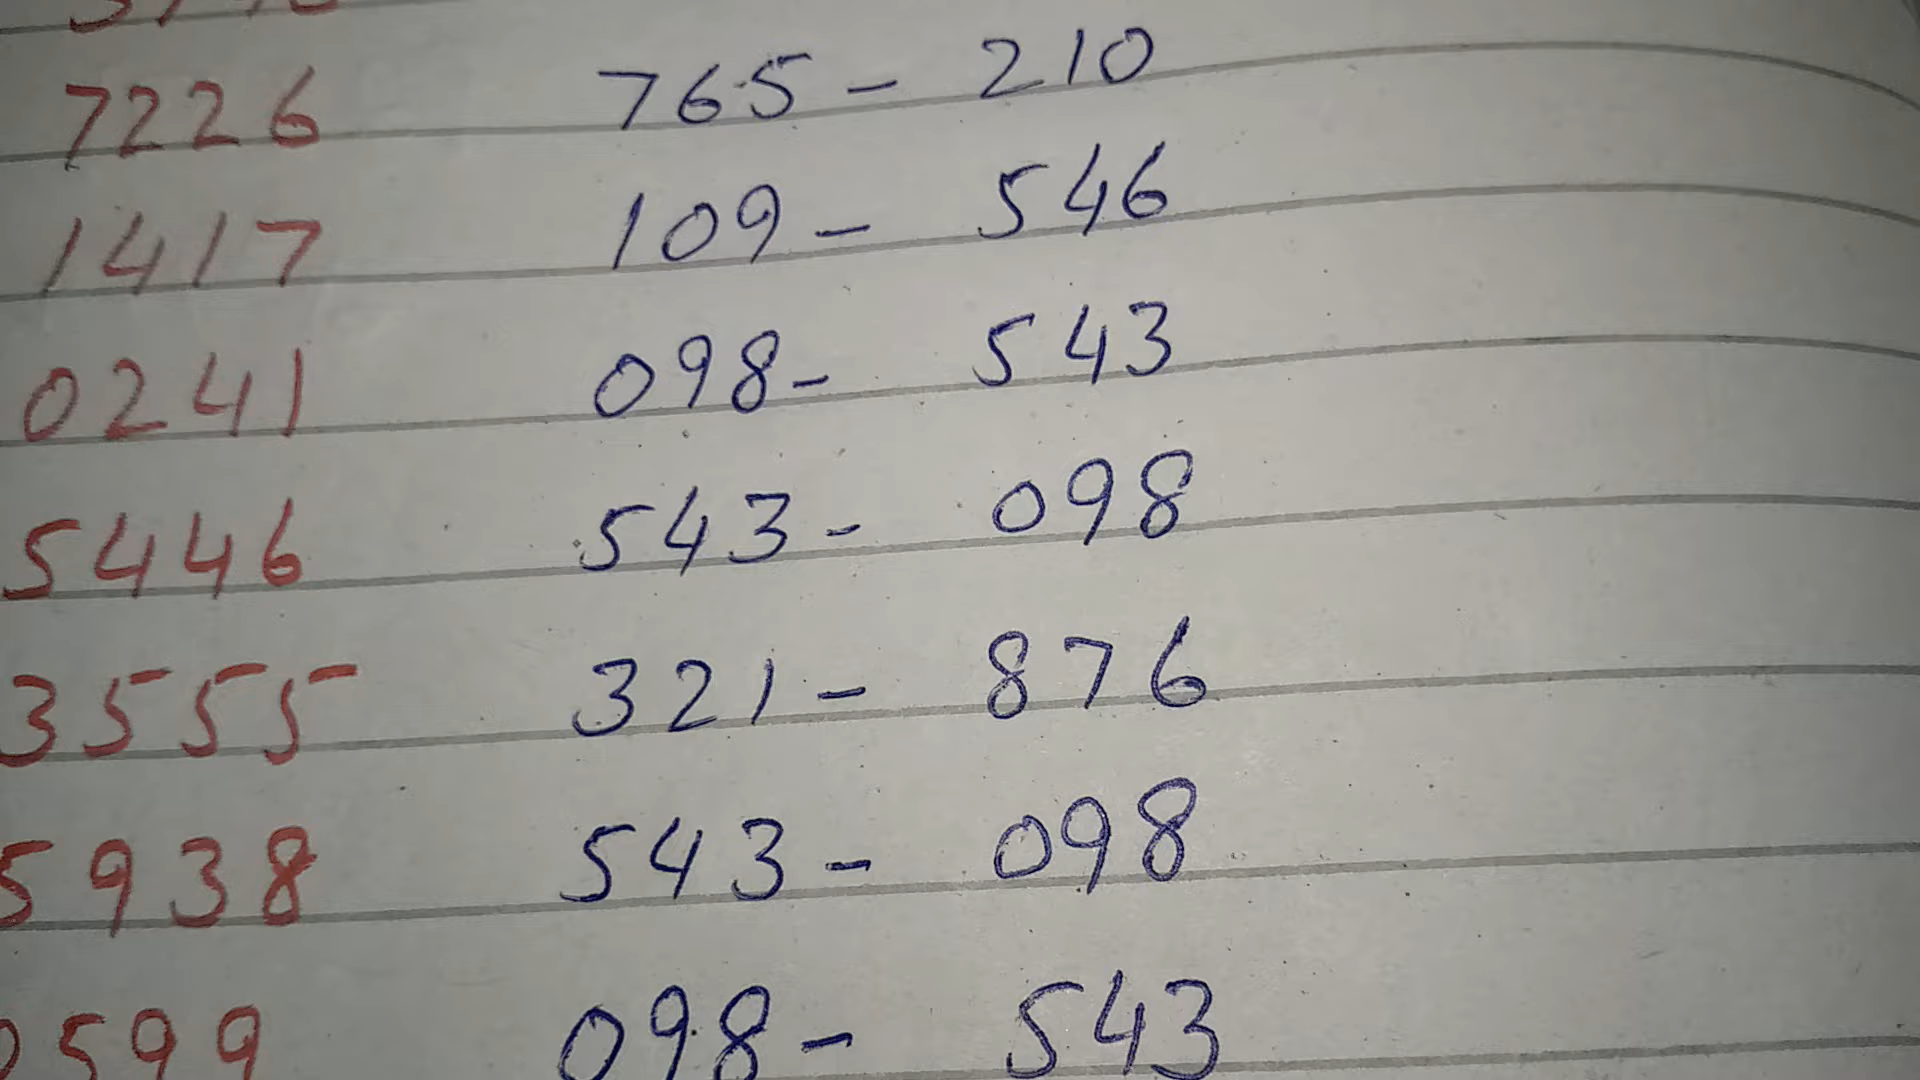 7226 765 - 210
1417 109 - 546
0241 098 - 543
5446 543 - 098
3555 321 - 876
5938 543 - 098
0599 098 - 543